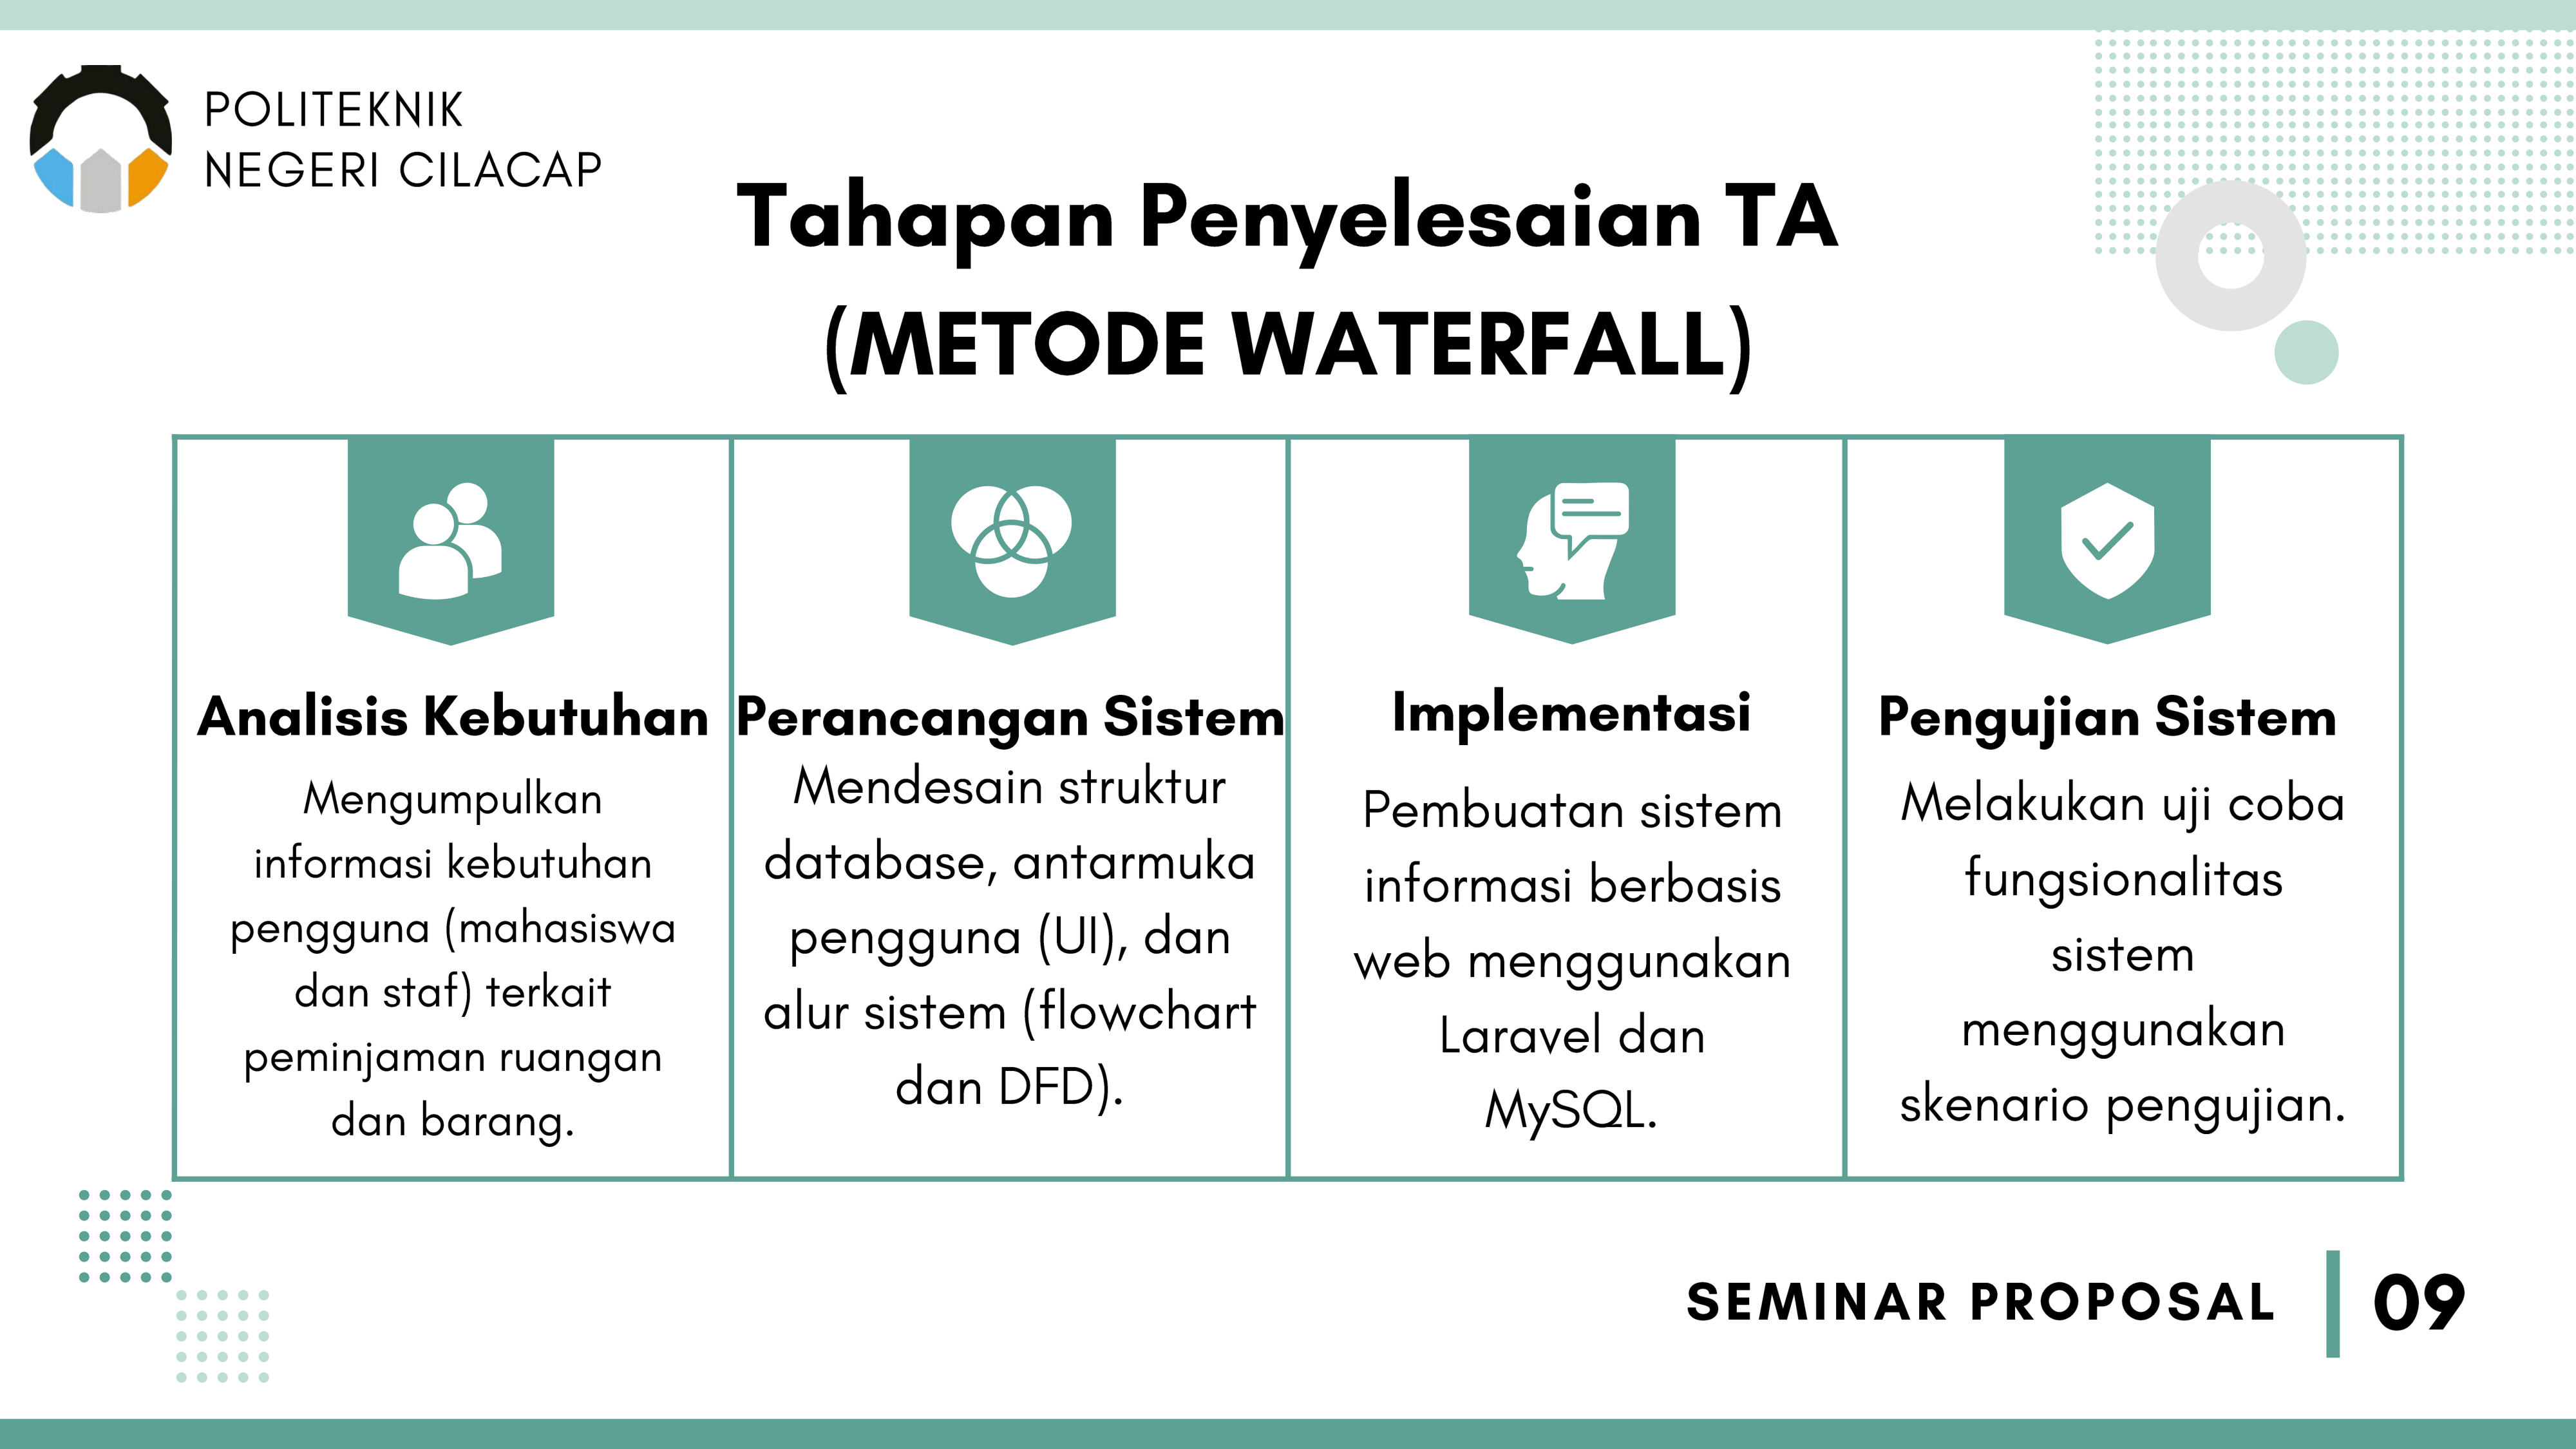 POLITEKNIK
NEGERI CILACAP
Tahapan Penyelesaian TA
(METODE WATERFALL)
Analisis Kebutuhan
Mengumpulkan
informasi kebutuhan
pengguna (mahasiswa
dan staf) terkait
peminjaman ruangan
dan barang.
Perancangan Sistem
Mendesain struktur
database, antarmuka
pengguna (UI), dan
alur sistem (flowchart
dan DFD).
Implementasi
Pembuatan sistem
informasi berbasis
web menggunakan
Laravel dan
MySQL.
Pengujian Sistem
Melakukan uji coba
fungsionalitas
sistem
menggunakan
skenario pengujian.
SEMINAR PROPOSAL
09